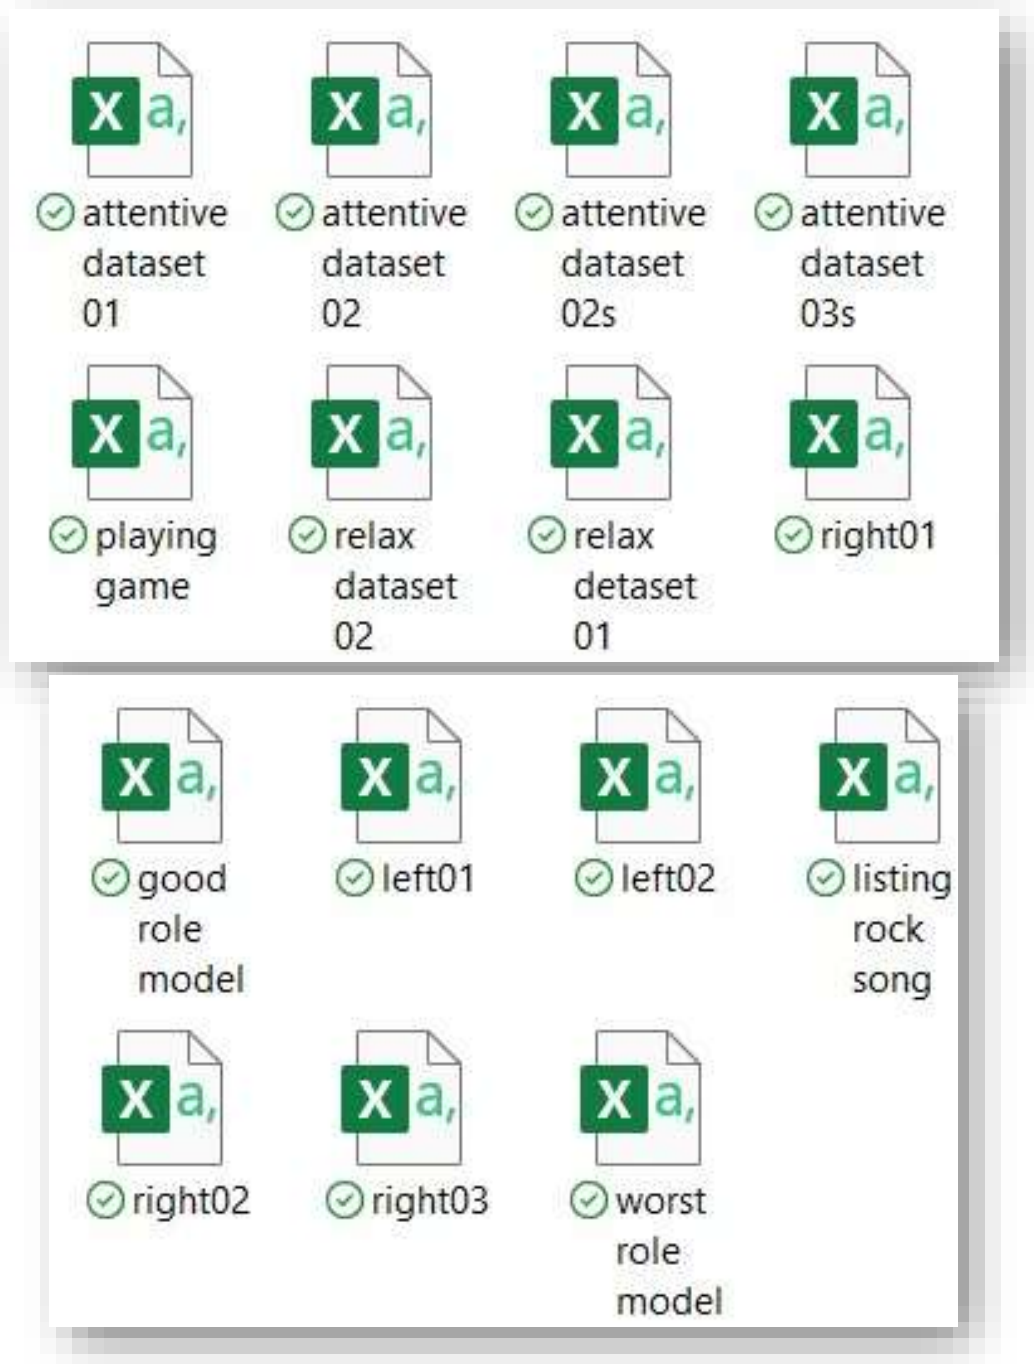 attentive
dataset
01
attentive
dataset
02
attentive
dataset
02s
attentive
dataset
03s
playing
game
relax
dataset
02
relax
detaset
01
right01
good
role
model
left01
left02
listing
rock
song
right02
right03
worst
role
model